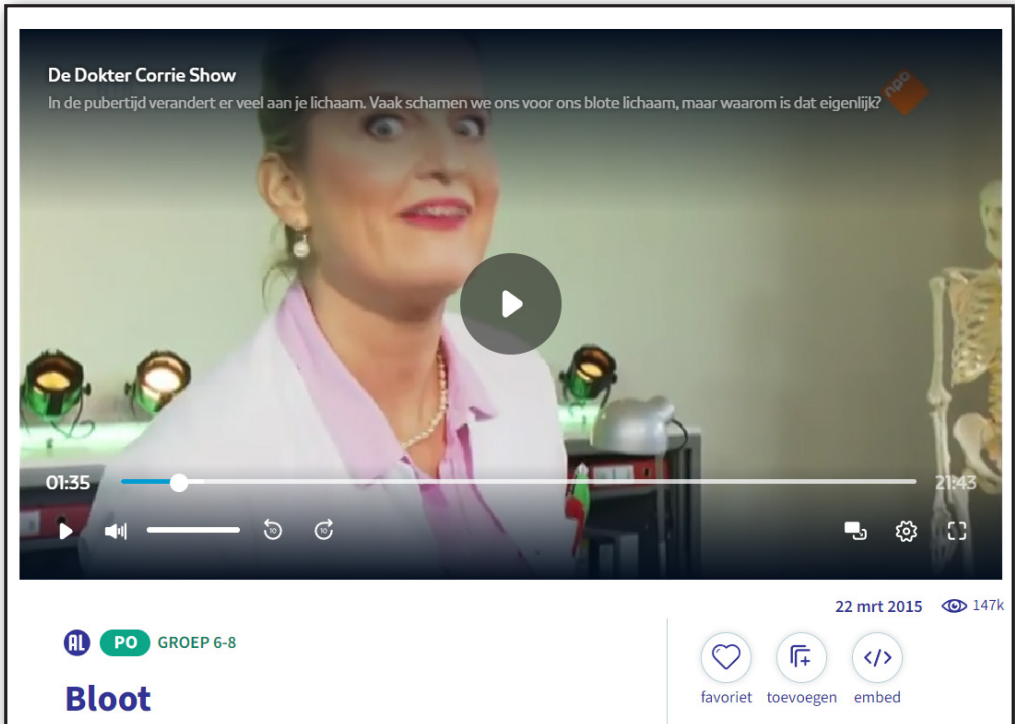 De Dokter Corrie Show
In de pubertijd verandert er veel aan je lichaam. Vaak schamen we ons voor ons blote lichaam, maar waarom is dat eigenlijk?
npo
01:35
21:43
10
10
22 mrt 2015
147k
AL
PO
GROEP 6-8
favoriet
toevoegen
embed
Bloot